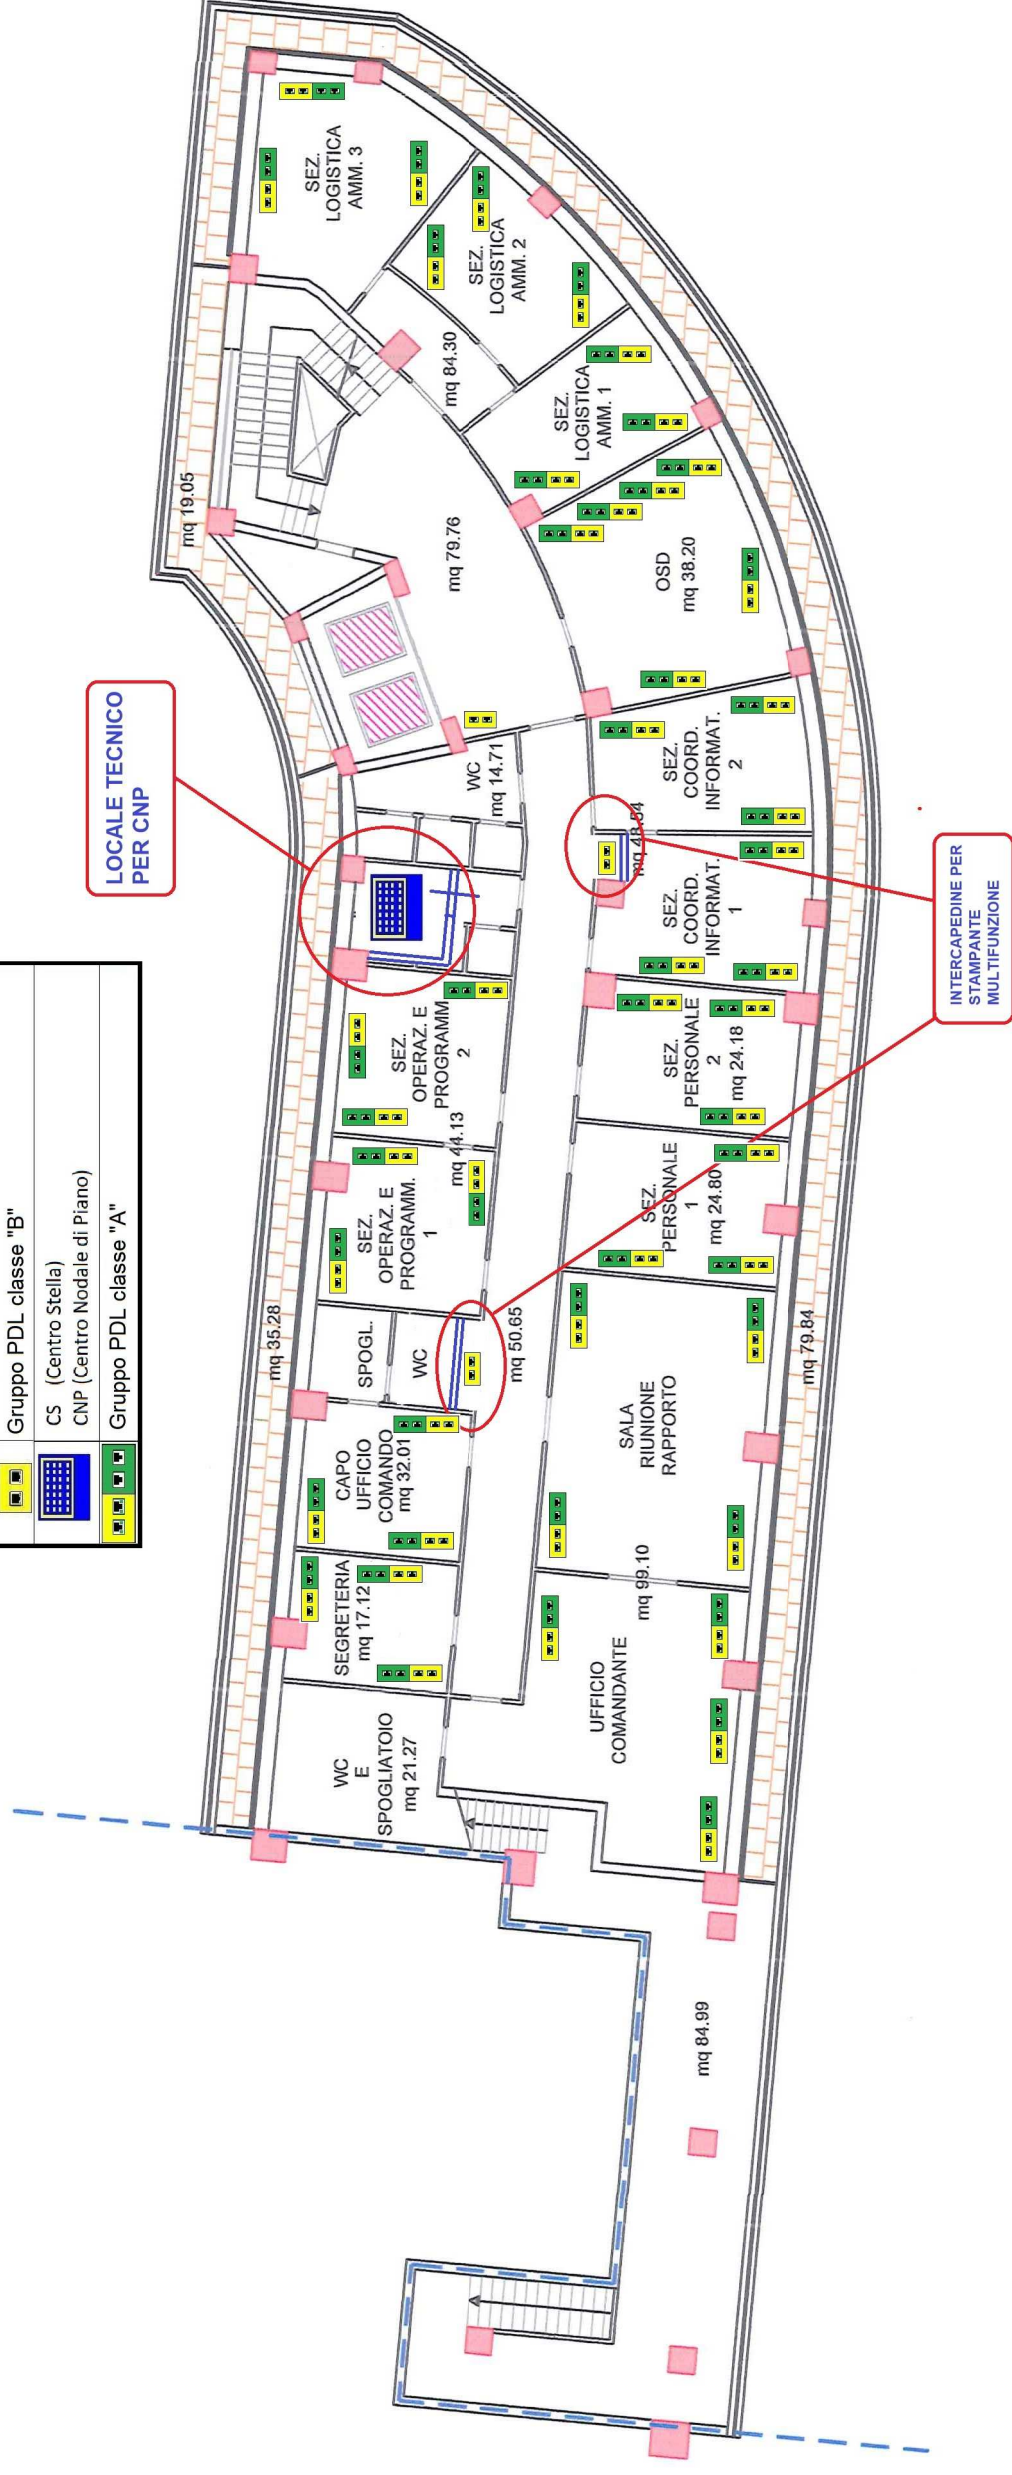 Gruppo PDL classe "B"
CS (Centro Stella)
CNP (Centro Nodale di Piano)
Gruppo PDL classe "A"
LOCALE TECNICO
PER CNP
INTERCAPEDINE PER
STAMPANTE
MULTIFUNZIONE
mq 35.28
mq 19.05
WC
E
SPOGLIATOIO
mq 21.27
SEGRETERIA
mq 17.12
CAPO
UFFICIO
COMANDO
mq 32.01
SPOGL.
WC
SEZ.
OPERAZ. E
PROGRAMM.
1
mq 44.13
SEZ.
OPERAZ. E
PROGRAMM
2
WC
mq 14.71
mq 79.76
mq 84.30
SEZ.
LOGISTICA
AMM. 3
SEZ.
LOGISTICA
AMM. 2
SEZ.
LOGISTICA
AMM. 1
OSD
mq 38.20
SEZ.
COORD.
INFORMAT.
2
mq 48.54
SEZ.
COORD.
INFORMAT.
1
SEZ.
PERSONALE
2
mq 24.18
SEZ.
PERSONALE
1
mq 24.80
mq 50.65
SALA
RIUNIONE
RAPPORTO
mq 99.10
UFFICIO
COMANDANTE
mq 79.84
mq 84.99